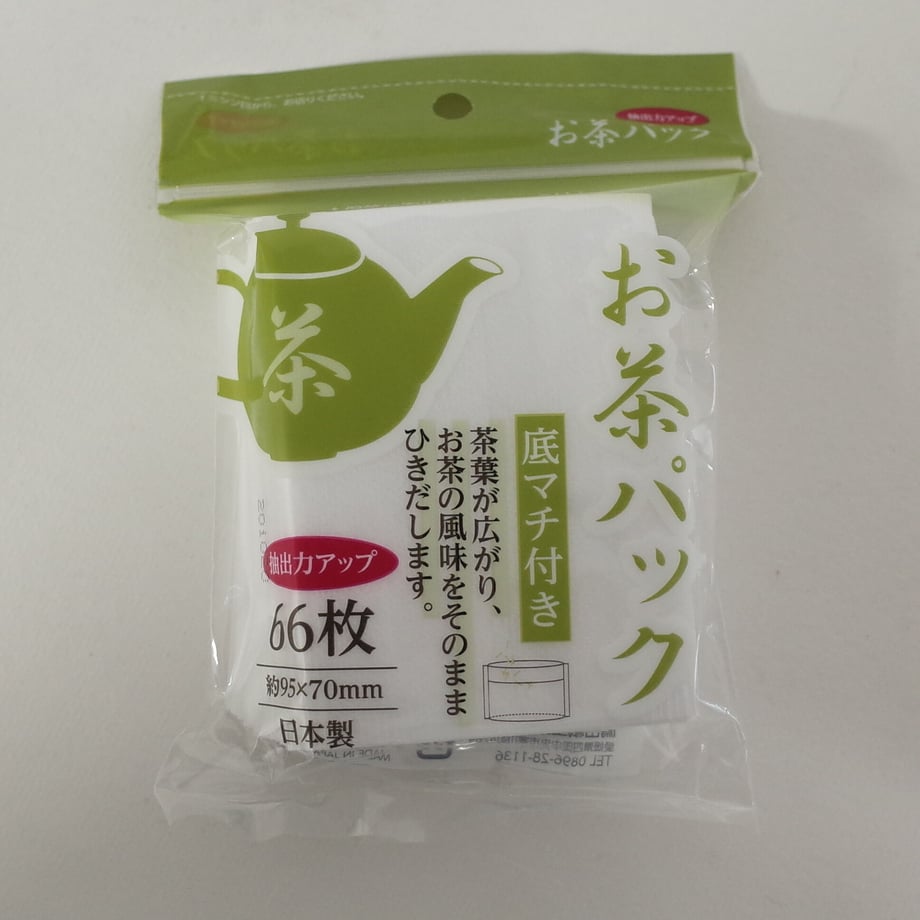 抽出力アップ
お茶パック
お茶パック
茶
底マチ付き
茶葉が広がり、
お茶の風味をそのまま
ひきだします。
抽出力アップ
66枚
約95×70mm
日本製
MADE IN JAPAN
TEL 0896-28-1136